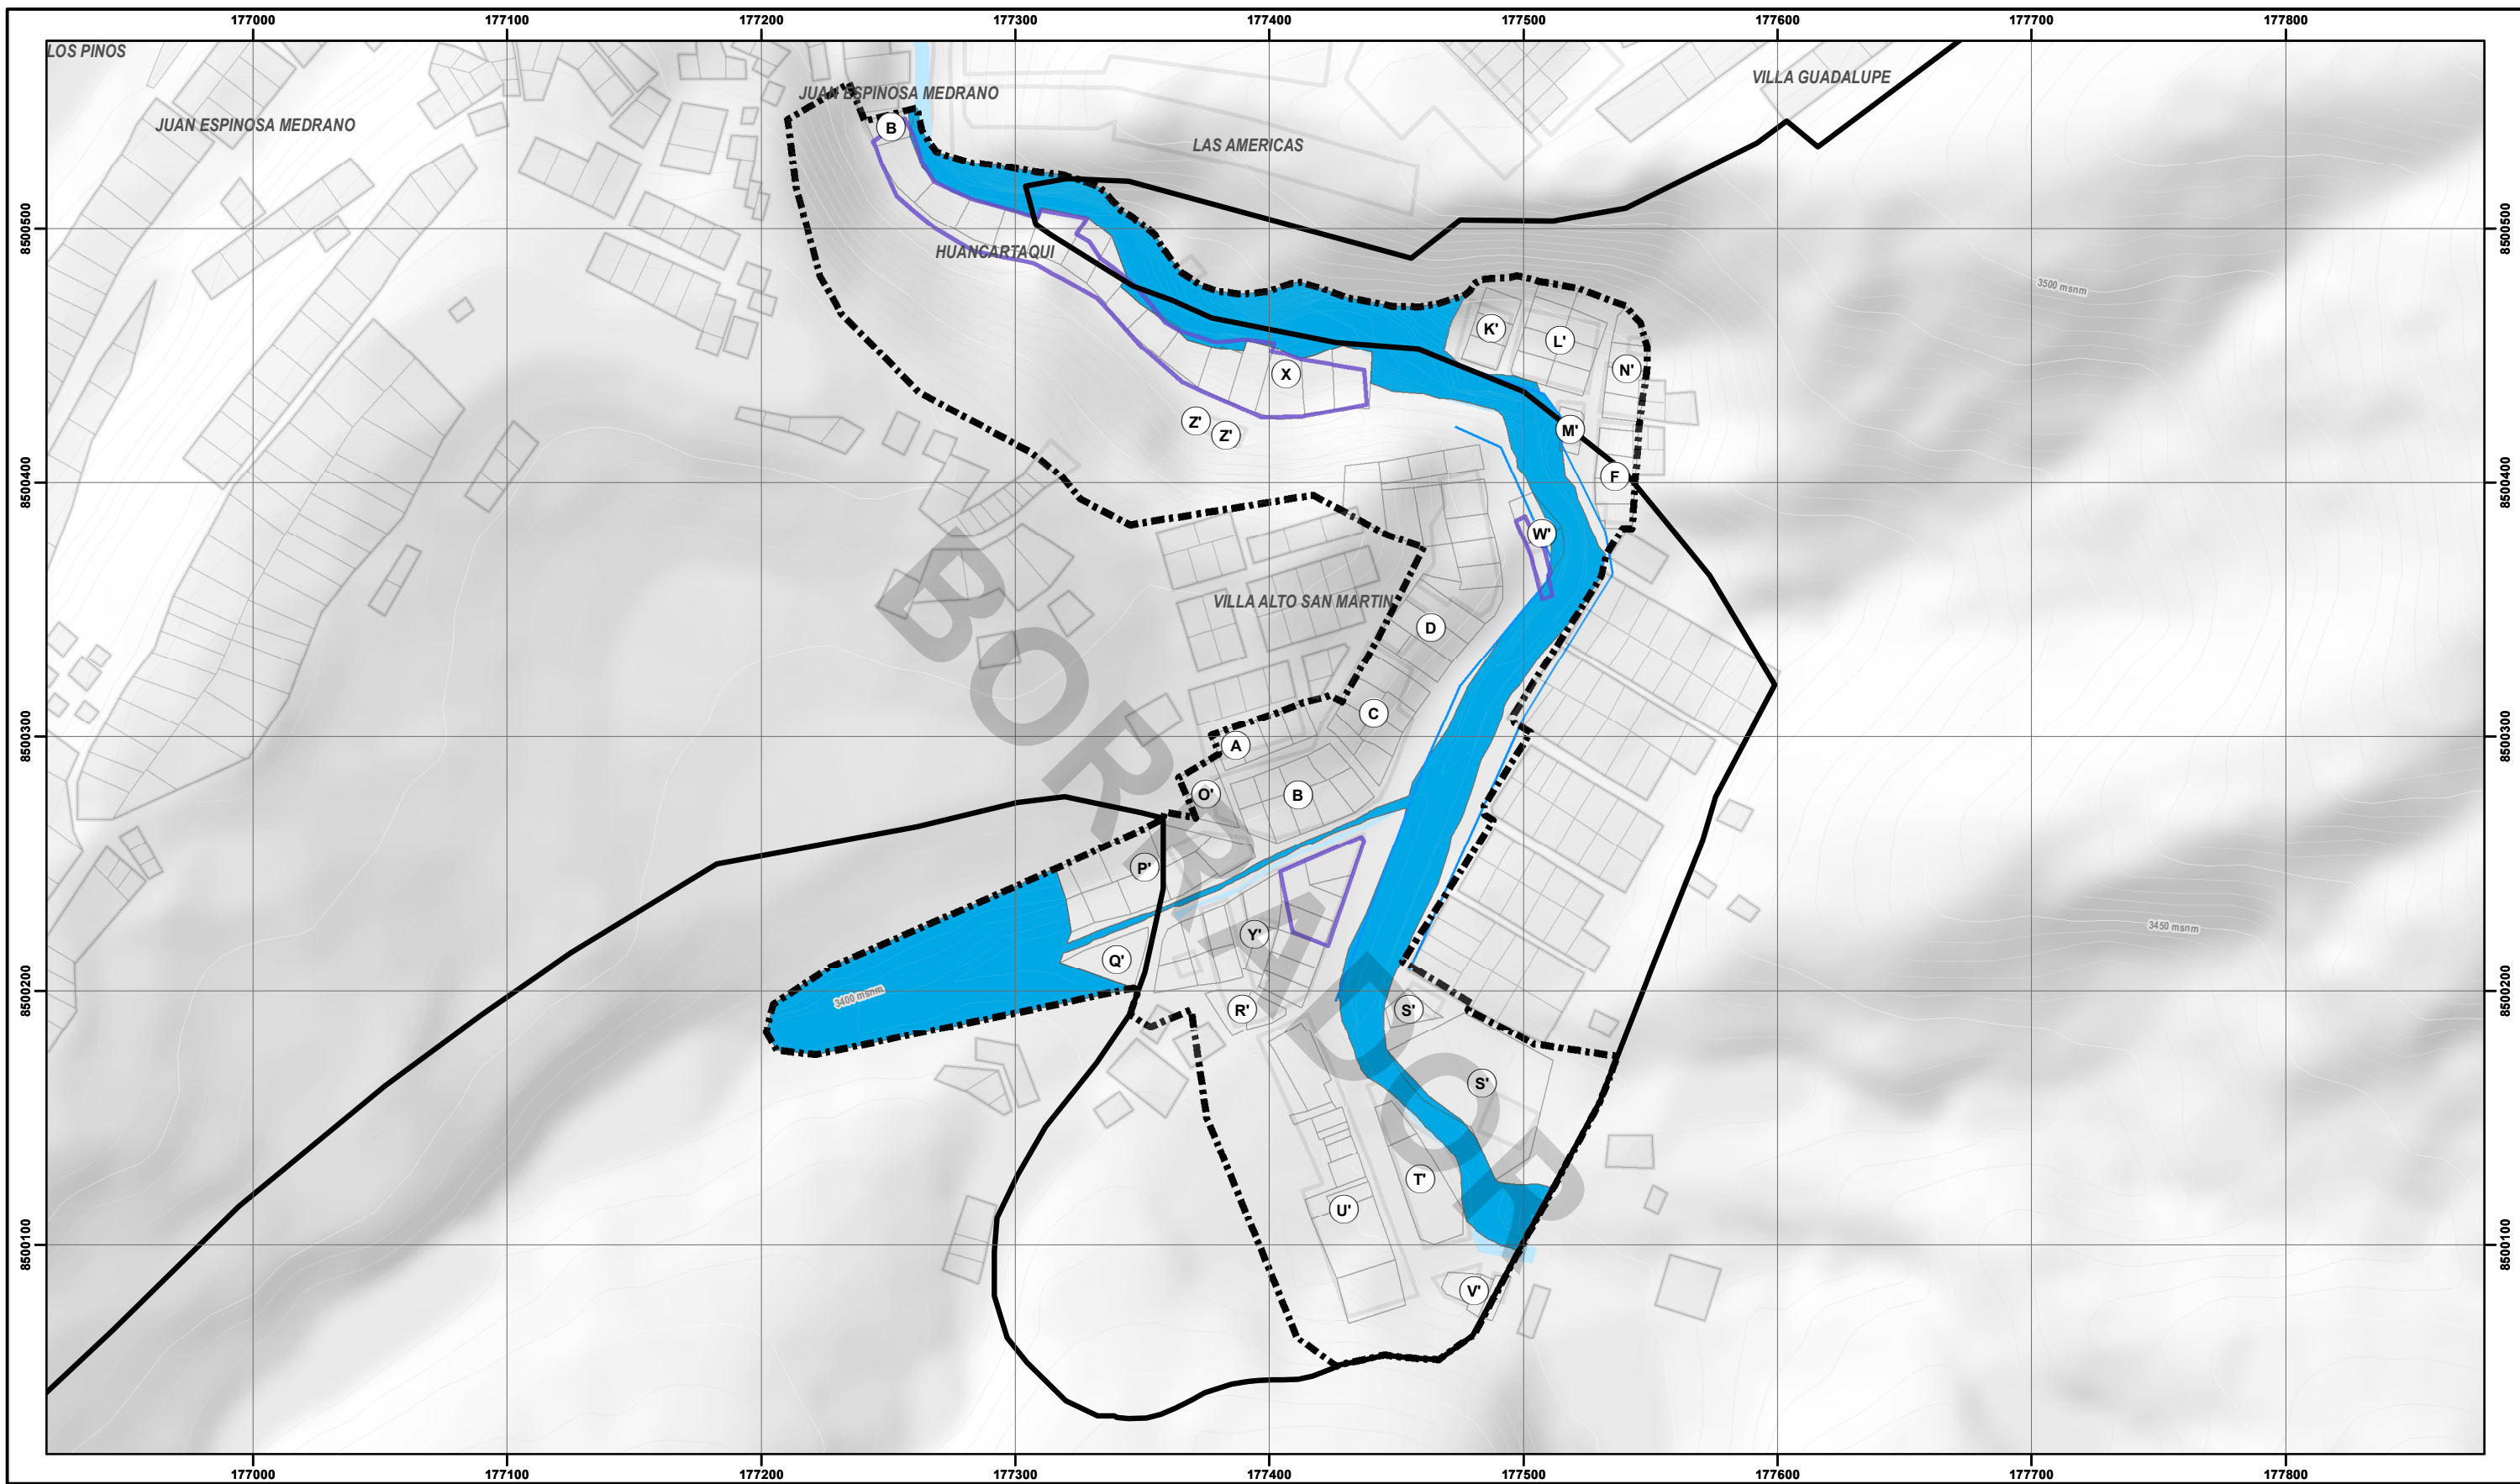 177000 177100 177200 177300 177400 177500 177600 177700 177800
LOS PINOS
VILLA GUADALUPE
JUAN ESPINOSA MEDRANO
JUAN ESPINOSA MEDRANO
B
LAS AMERICAS
8500500
8500500
HUANCARTAQUI
3500 msnm
K'
L'
N'
X
Z'
Z'
M'
F
8500400
8500400
W'
VILLA ALTO SAN MARTIN
D
C
A
8500300
8500300
O'
B
P'
Y'
3450 msnm
Q'
3400 msnm
8500200
8500200
R'
S'
S'
T'
U'
8500100
8500100
V'
BORRADOR
177000 177100 177200 177300 177400 177500 177600 177700 177800